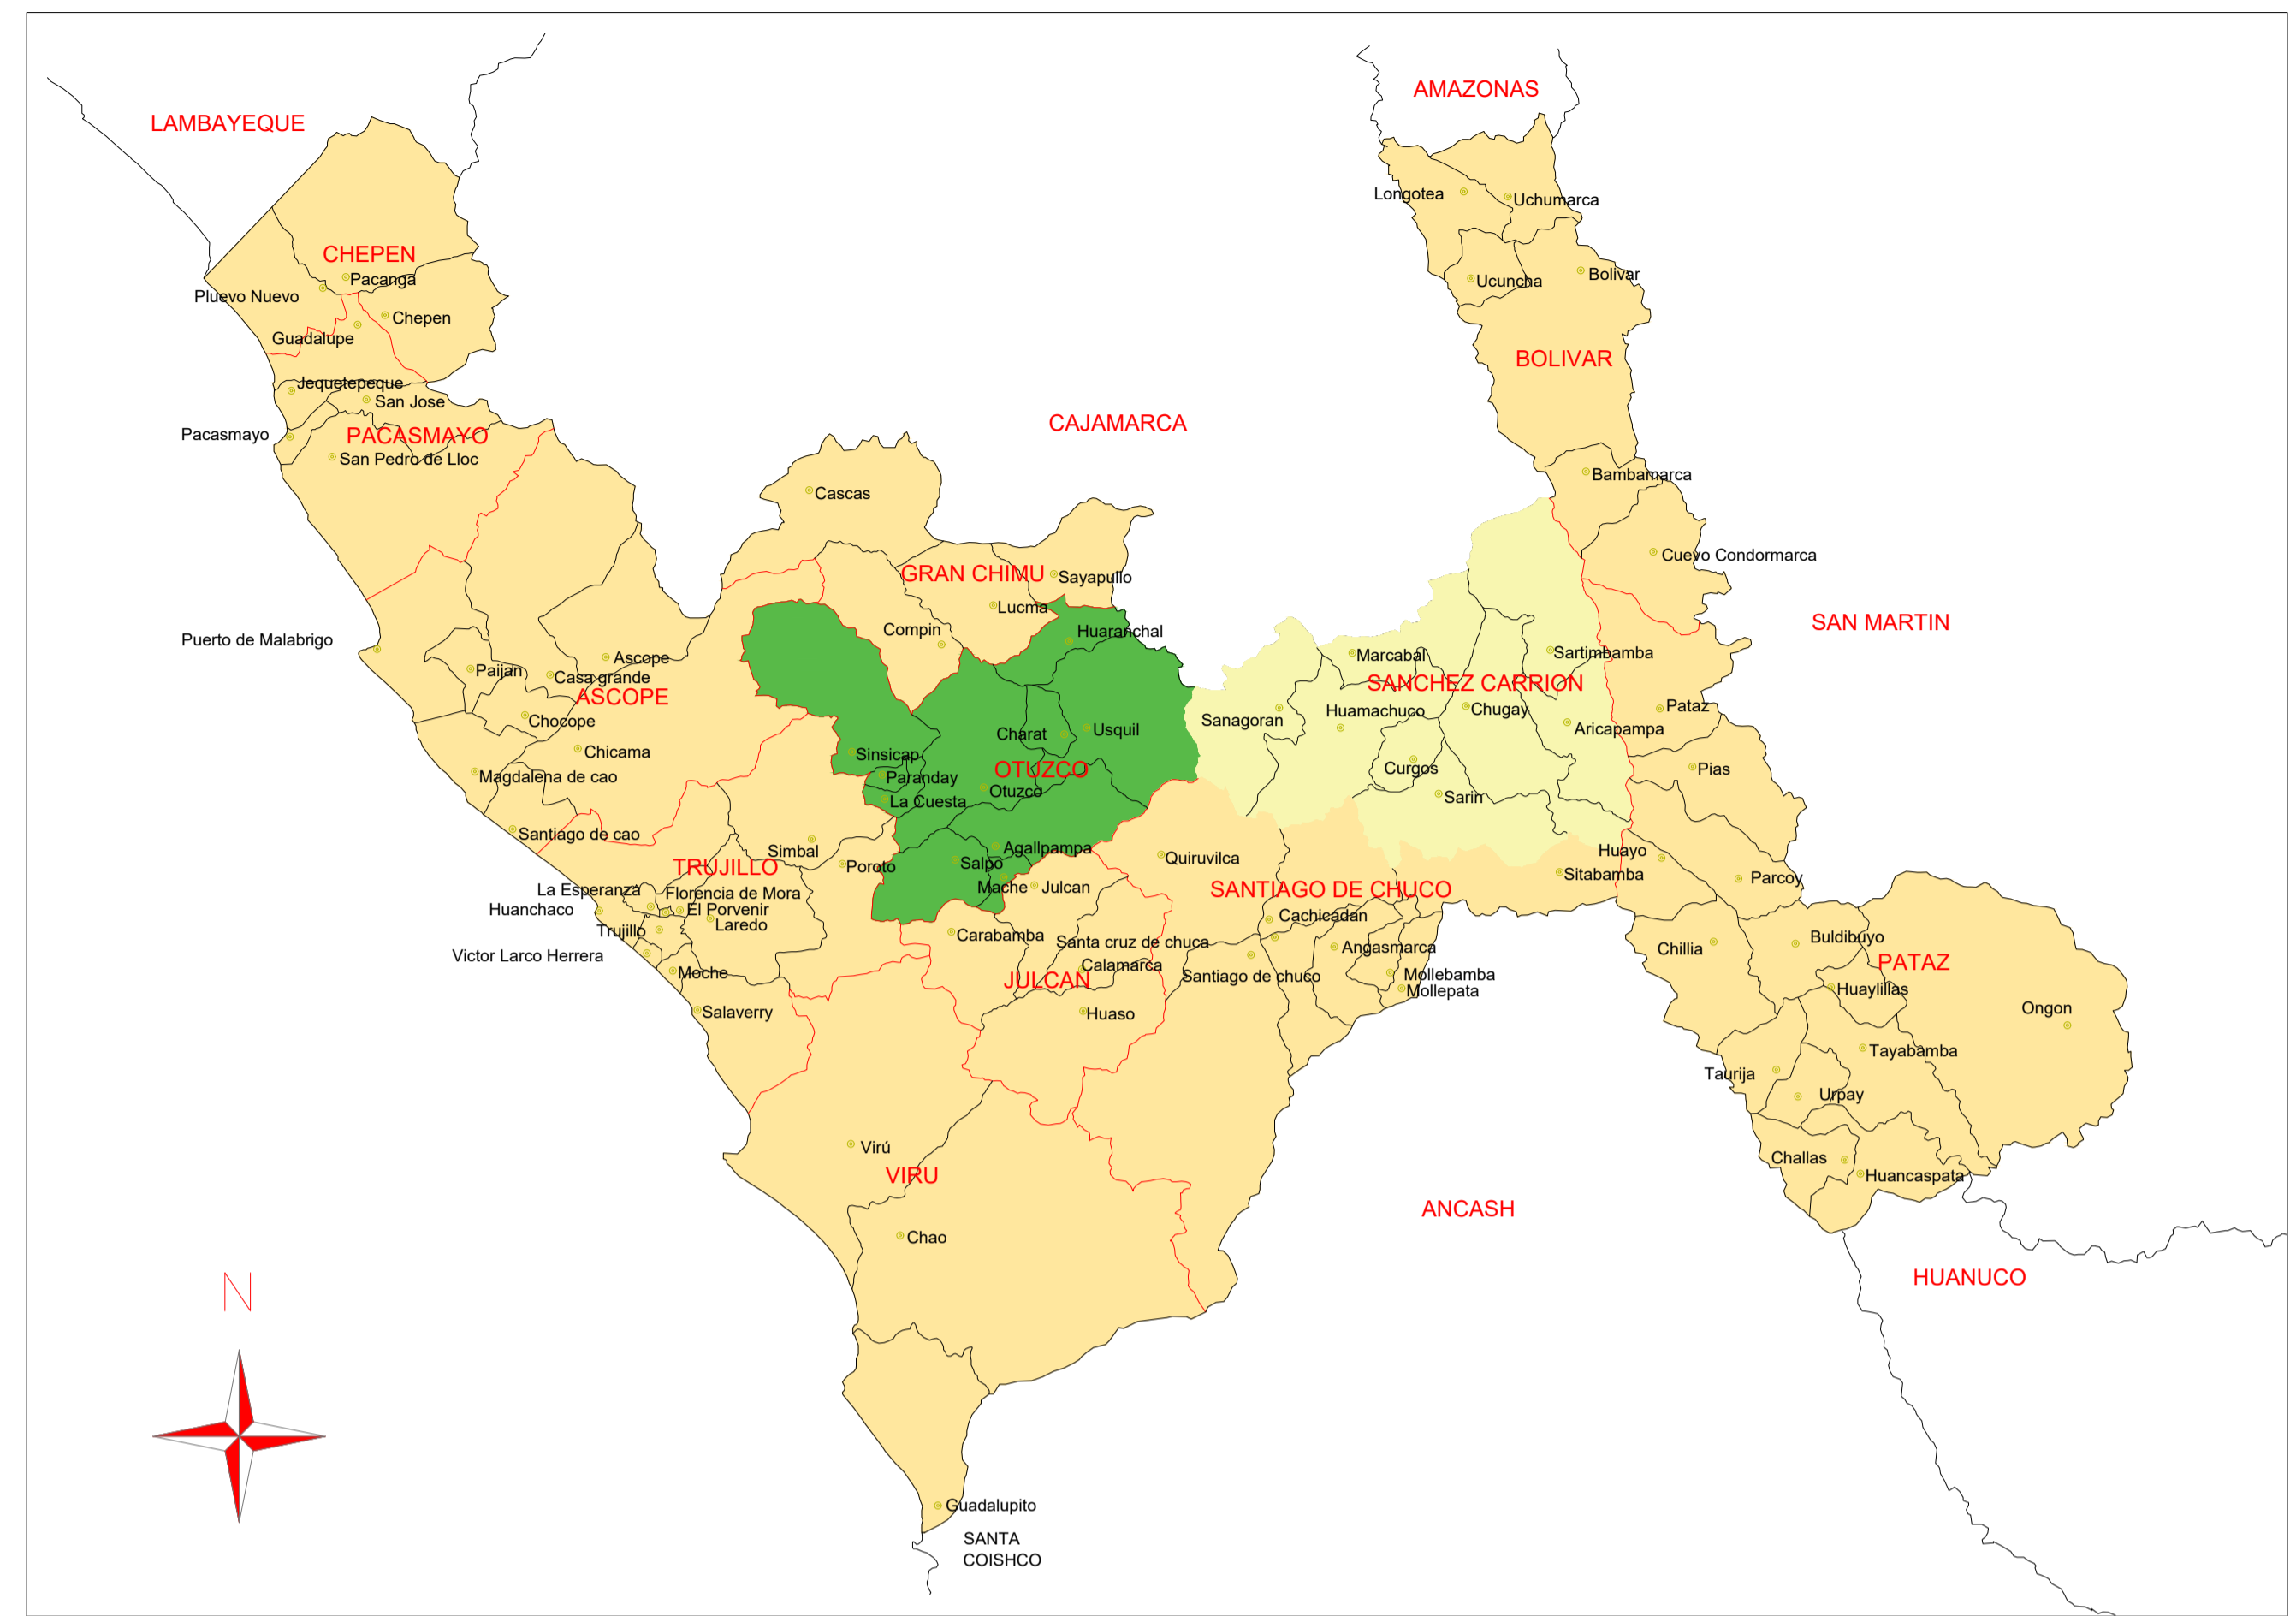 AMAZONAS
LAMBAYEQUE
Longotea
Uchumarca
CHEPEN
Pacanga
Pluevo Nuevo
Ucuncha
Bolivar
Chepen
Guadalupe
BOLIVAR
Jequetepeque
San Jose
CAJAMARCA
Pacasmayo
PACASMAYO
San Pedro de Lloc
Bambamarca
Cascas
Cuevo Condormarca
GRAN CHIMU
Sayapullo
Lucma
SAN MARTIN
Compin
Huaranchal
Puerto de Malabrigo
Ascope
Marcabal
Sartimbamba
Paijan
Casa grande
SANCHEZ CARRION
ASCOPE
Pataz
Huamachuco
Chugay
Sanagoran
Chocope
Aricapampa
Charat
Usquil
Chicama
Sinsicap
OTUZCO
Curgos
Pias
Magdalena de cao
Paranday
Otuzco
La Cuesta
Sarin
Santiago de cao
Simbal
Agallpampa
Huayo
Quiruvilca
Salpo
TRUJILLO
Poroto
Sitabamba
Parcoy
Mache
Julcan
SANTIAGO DE CHUCO
La Esperanza
Florencia de Mora
Huanchaco
El Porvenir
Cachicadan
Laredo
Trujillo
Carabamba
Buldibuyo
Santa cruz de chuca
Angasmarca
Chillia
Victor Larco Herrera
PATAZ
Calamarca
Moche
Mollebamba
Santiago de chuco
JULCAN
Huaylillas
Mollepata
Ongon
Salaverry
Huaso
Tayabamba
Taurija
Urpay
Virú
Challas
VIRU
Huancaspata
ANCASH
Chao
HUANUCO
N
Guadalupito
SANTA
COISHCO